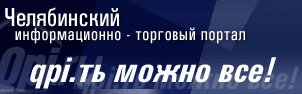 Челябинский
информационно - торговый портал
qpi.ть можно все!